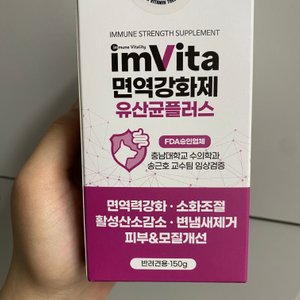 IMMUNE STRENGTH SUPPLEMENT
Immune Vitality
imVita
면역강화제
유산균플러스
FDA승인업체
충남대학교 수의학과
송근호 교수팀 임상검증
면역력강화 · 소화조절
활성산소감소 · 변냄새제거
피부&모질개선
반려견용·150g